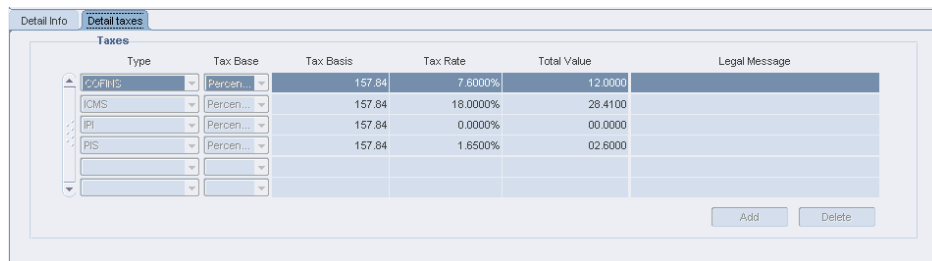 Detail Info Detail taxes
Taxes
Type Tax Base Tax Basis Tax Rate Total Value Legal Message
COFINS Percen... 157.84 7.6000% 12.0000
ICMS Percen... 157.84 18.0000% 28.4100
IPI Percen... 157.84 0.0000% 00.0000
PIS Percen... 157.84 1.6500% 02.6000
Add Delete